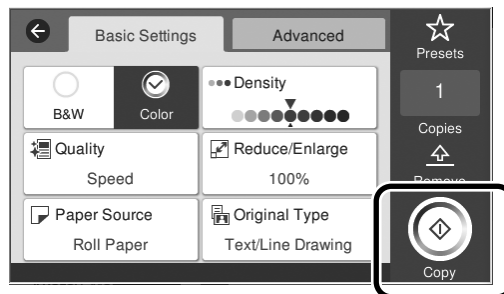 Basic Settings
Advanced
Presets
B&W
Color
Density
1
Copies
Quality
Speed
Reduce/Enlarge
100%
Remove
Paper Source
Roll Paper
Original Type
Text/Line Drawing
Copy